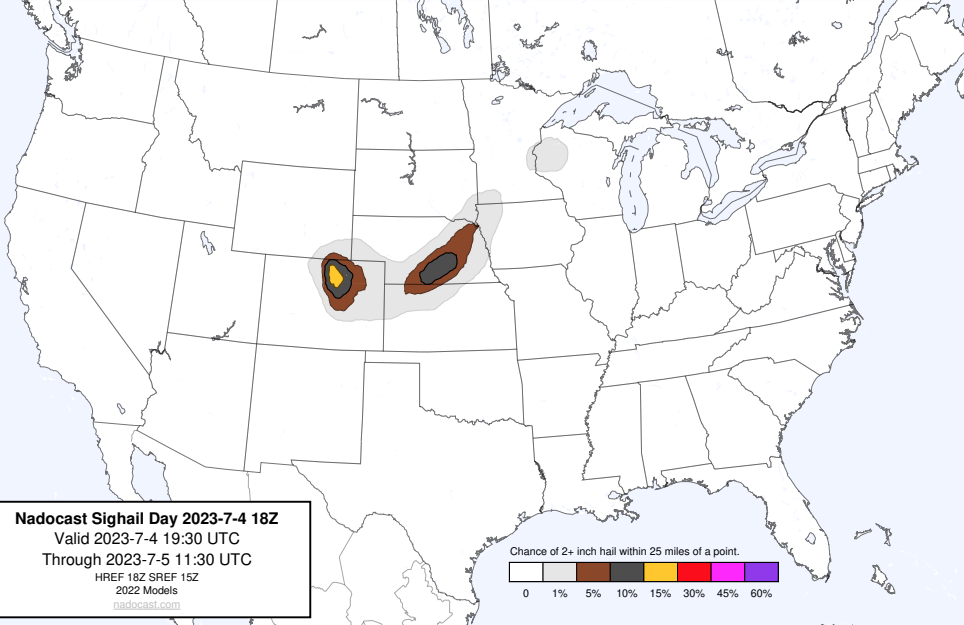 Nadocast Sighail Day 2023-7-4 18Z
Valid 2023-7-4 19:30 UTC
Through 2023-7-5 11:30 UTC
HREF 18Z SREF 15Z
2022 Models
nadocast.com
Chance of 2+ inch hail within 25 miles of a point.
0 1% 5% 10% 15% 30% 45% 60%